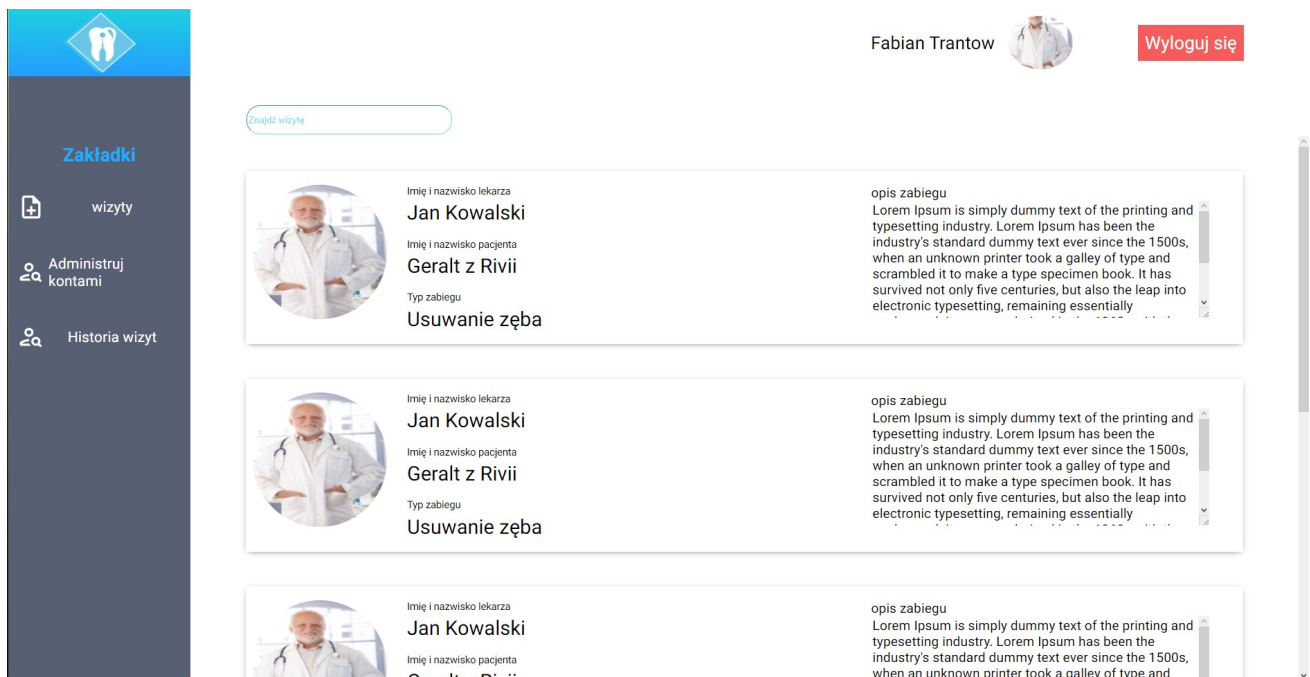 Fabian Trantow
Wyloguj się
Znajdź wizytę
Zakładki
wizyty
Administruj
kontami
Historia wizyt
Imię i nazwisko lekarza
Jan Kowalski
Imię i nazwisko pacjenta
Geralt z Rivii
Typ zabiegu
Usuwanie zęba
opis zabiegu
Lorem Ipsum is simply dummy text of the printing and
typesetting industry. Lorem Ipsum has been the
industry's standard dummy text ever since the 1500s,
when an unknown printer took a galley of type and
scrambled it to make a type specimen book. It has
survived not only five centuries, but also the leap into
electronic typesetting, remaining essentially
Imię i nazwisko lekarza
Jan Kowalski
Imię i nazwisko pacjenta
Geralt z Rivii
Typ zabiegu
Usuwanie zęba
opis zabiegu
Lorem Ipsum is simply dummy text of the printing and
typesetting industry. Lorem Ipsum has been the
industry's standard dummy text ever since the 1500s,
when an unknown printer took a galley of type and
scrambled it to make a type specimen book. It has
survived not only five centuries, but also the leap into
electronic typesetting, remaining essentially
Imię i nazwisko lekarza
Jan Kowalski
Imię i nazwisko pacjenta
opis zabiegu
Lorem Ipsum is simply dummy text of the printing and
typesetting industry. Lorem Ipsum has been the
industry's standard dummy text ever since the 1500s,
when an unknown printer took a galley of type and